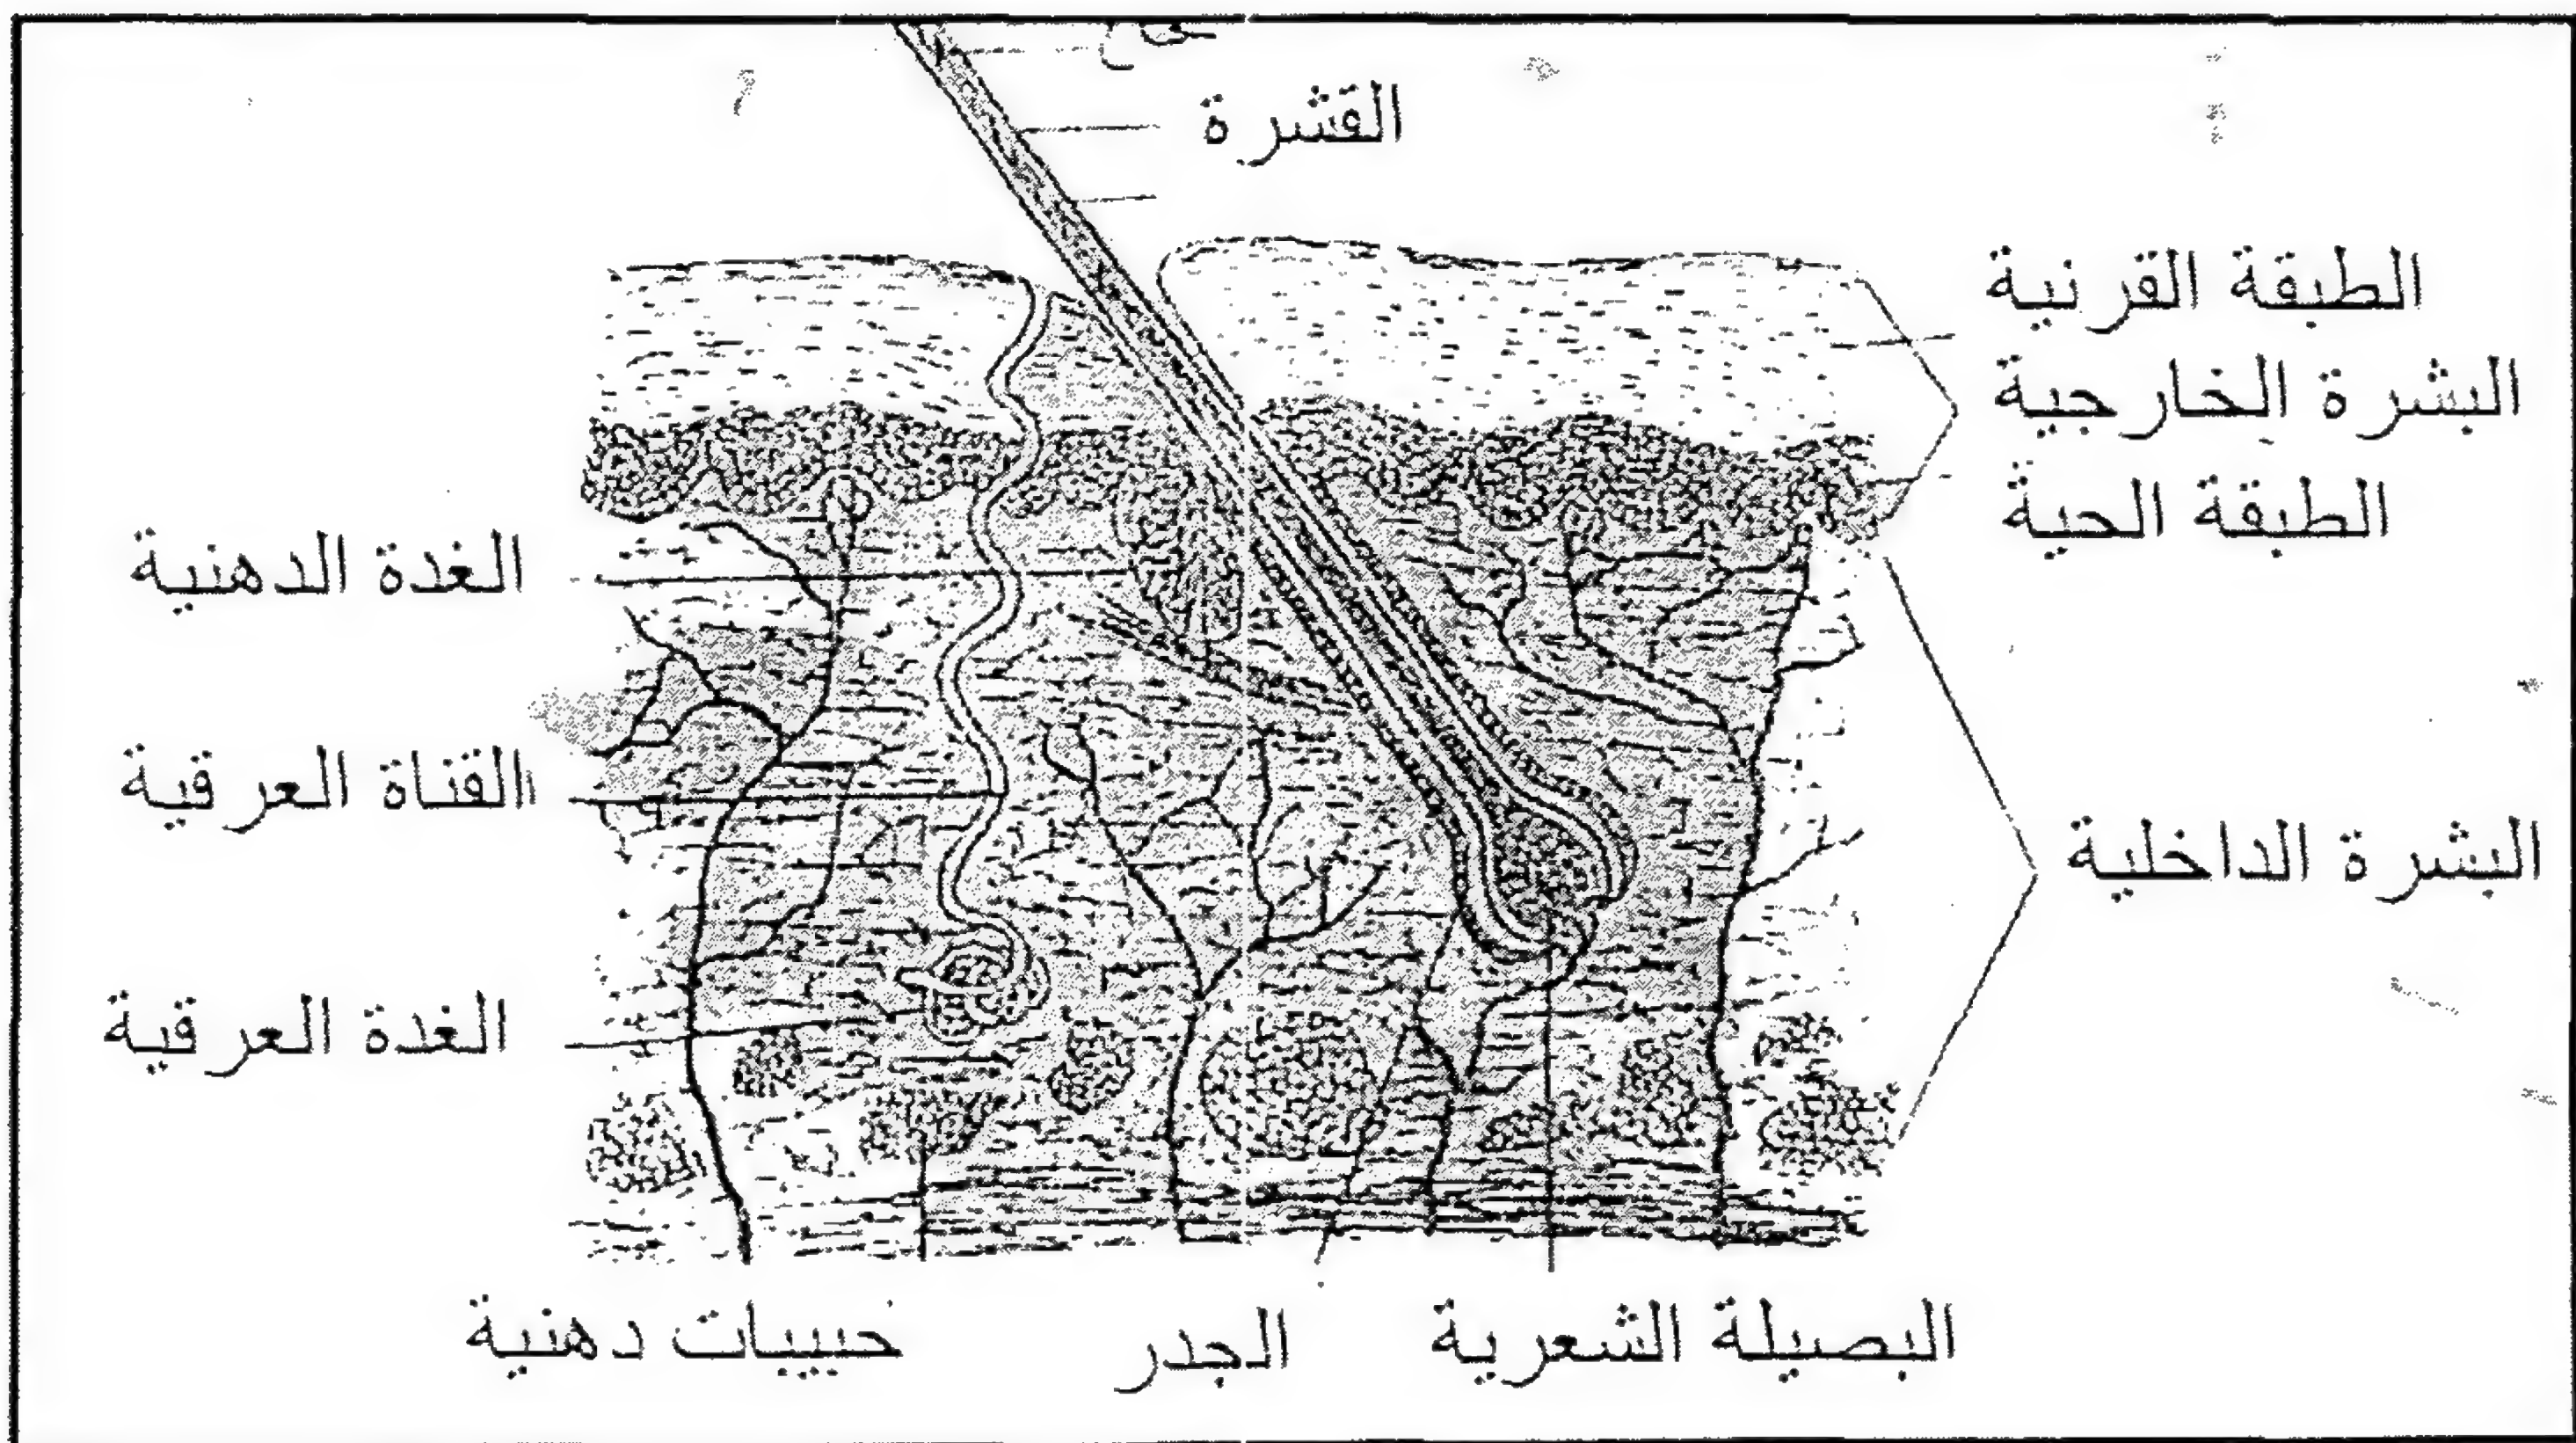 القشرة
الطبقة القرنية
البشرة الخارجية
الطبقة الحية
الغدة الدهنية
القناة العرقية
البشرة الداخلية
الغدة العرقية
حبيبات دهنية
الجدر
البصيلة الشعرية